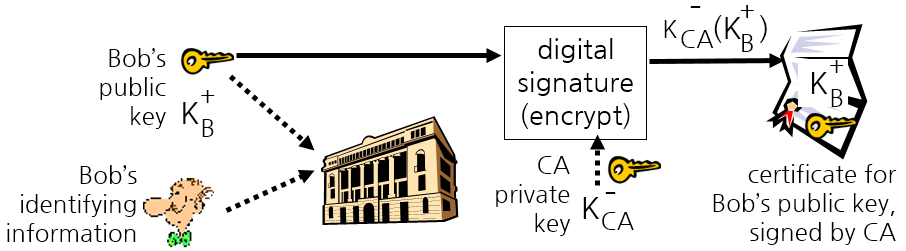 Bob's
public
key K+B
Bob's
identifying
information
digital
signature
(encrypt)
CA
private
key K-CA
K-CA(K+B)
K+B
certificate for
Bob's public key,
signed by CA